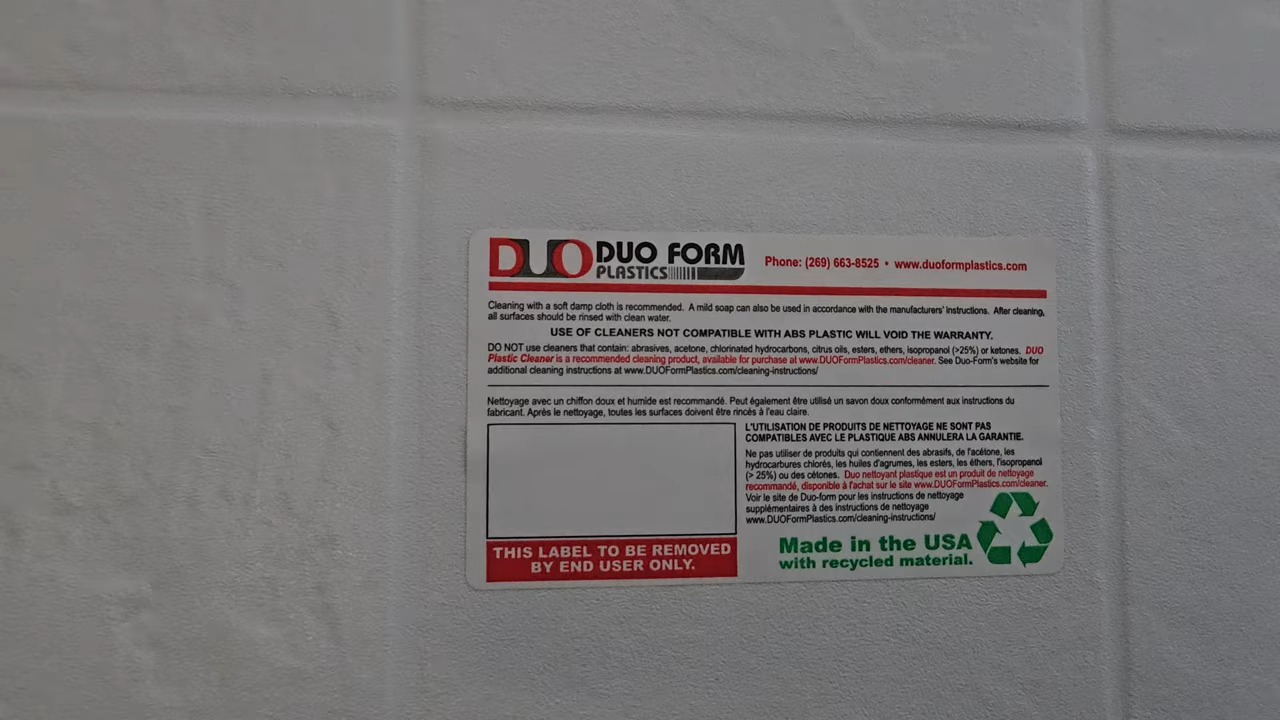 DUO DUO FORM
PLASTICS
Phone: (269) 663-8525 • www.duoformplastics.com
Cleaning with a soft damp cloth is recommended. A mild soap can also be used in accordance with the manufacturers' instructions. After cleaning,
all surfaces should be rinsed with clean water.
USE OF CLEANERS NOT COMPATIBLE WITH ABS PLASTIC WILL VOID THE WARRANTY.
DO NOT use cleaners that contain: abrasives, acetone, chlorinated hydrocarbons, citrus oils, esters, ethers, isopropanol (>25%) or ketones. DUO
Plastic Cleaner is a recommended cleaning product, available for purchase at www.DUOFormPlastics.com/cleaner. See Duo-Form's website for
additional cleaning instructions at www.DUOFormPlastics.com/cleaning-instructions/
Nettoyage avec un chiffon doux et humide est recommandé. Peut également être utilisé un savon doux conformément aux instructions du
fabricant. Après le nettoyage, toutes les surfaces doivent être rincés à l'eau claire.
L'UTILISATION DE PRODUITS DE NETTOYAGE NE SONT PAS
COMPATIBLES AVEC LE PLASTIQUE ABS ANNULERA LA GARANTIE.
Ne pas utiliser de produits qui contiennent des abrasifs, de l'acétone, les
hydrocarbures chlorés, les huiles d'agrumes, les esters, les éthers, l'isopropanol
(> 25%) ou des cétones. Duo nettoyant plastique est un produit de nettoyage
recommandé, disponible à l'achat sur le site www.DUOFormPlastics.com/cleaner.
Voir le site de Duo-form pour les instructions de nettoyage
supplémentaires à des instructions de nettoyage
www.DUOFormPlastics.com/cleaning-instructions/
THIS LABEL TO BE REMOVED
BY END USER ONLY.
Made in the USA
with recycled material.